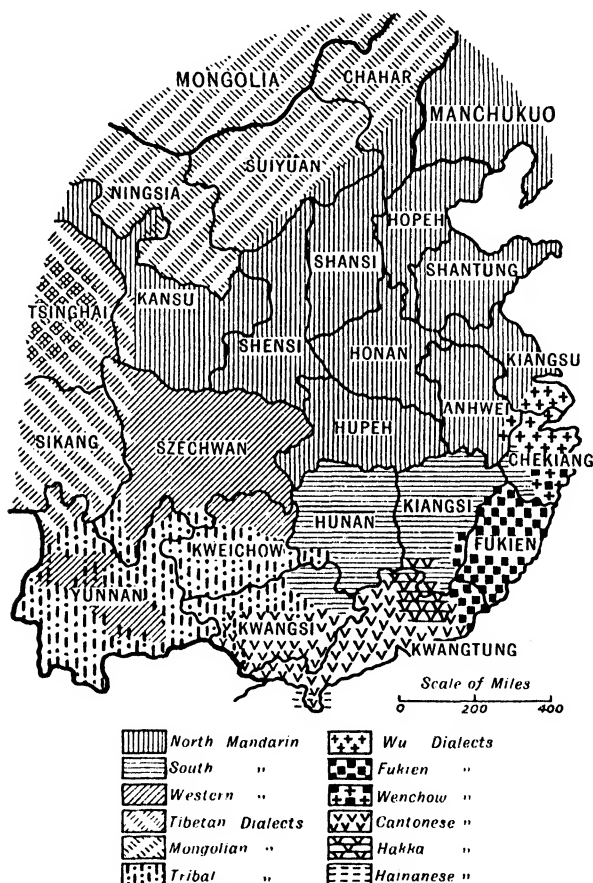 MONGOLIA
CHAHAR
MANCHUKUO
SUIYUAN
NINGSIA
HOPEH
SHANSI
SHANTUNG
KANSU
TSINGHAI
SHENSI
HONAN
KIANGSU
ANHWEI
SIKANG
SZECHWAN
HUPEH
CHEKIANG
HUNAN
KIANGSI
KWEICHOW
FUKIEN
YUNNAN
KWANGSI
KWANGTUNG
Scale of Miles
0 200 400
North Mandarin
South "
Western "
Tibetan Dialects
Mongolian "
Tribal "
Wu Dialects
Fukien "
Wenchow "
Cantonese "
Hakka "
Hainanese "